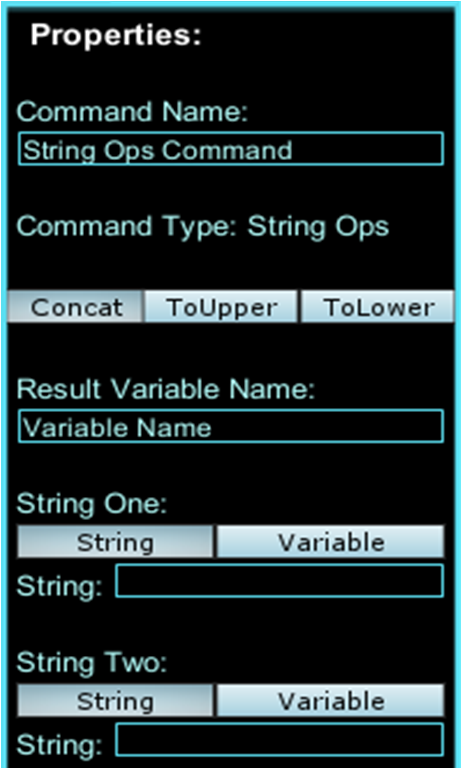 Properties:
Command Name:
String Ops Command
Command Type: String Ops
Concat ToUpper ToLower
Result Variable Name:
Variable Name
String One:
String Variable
String:
String Two:
String Variable
String: